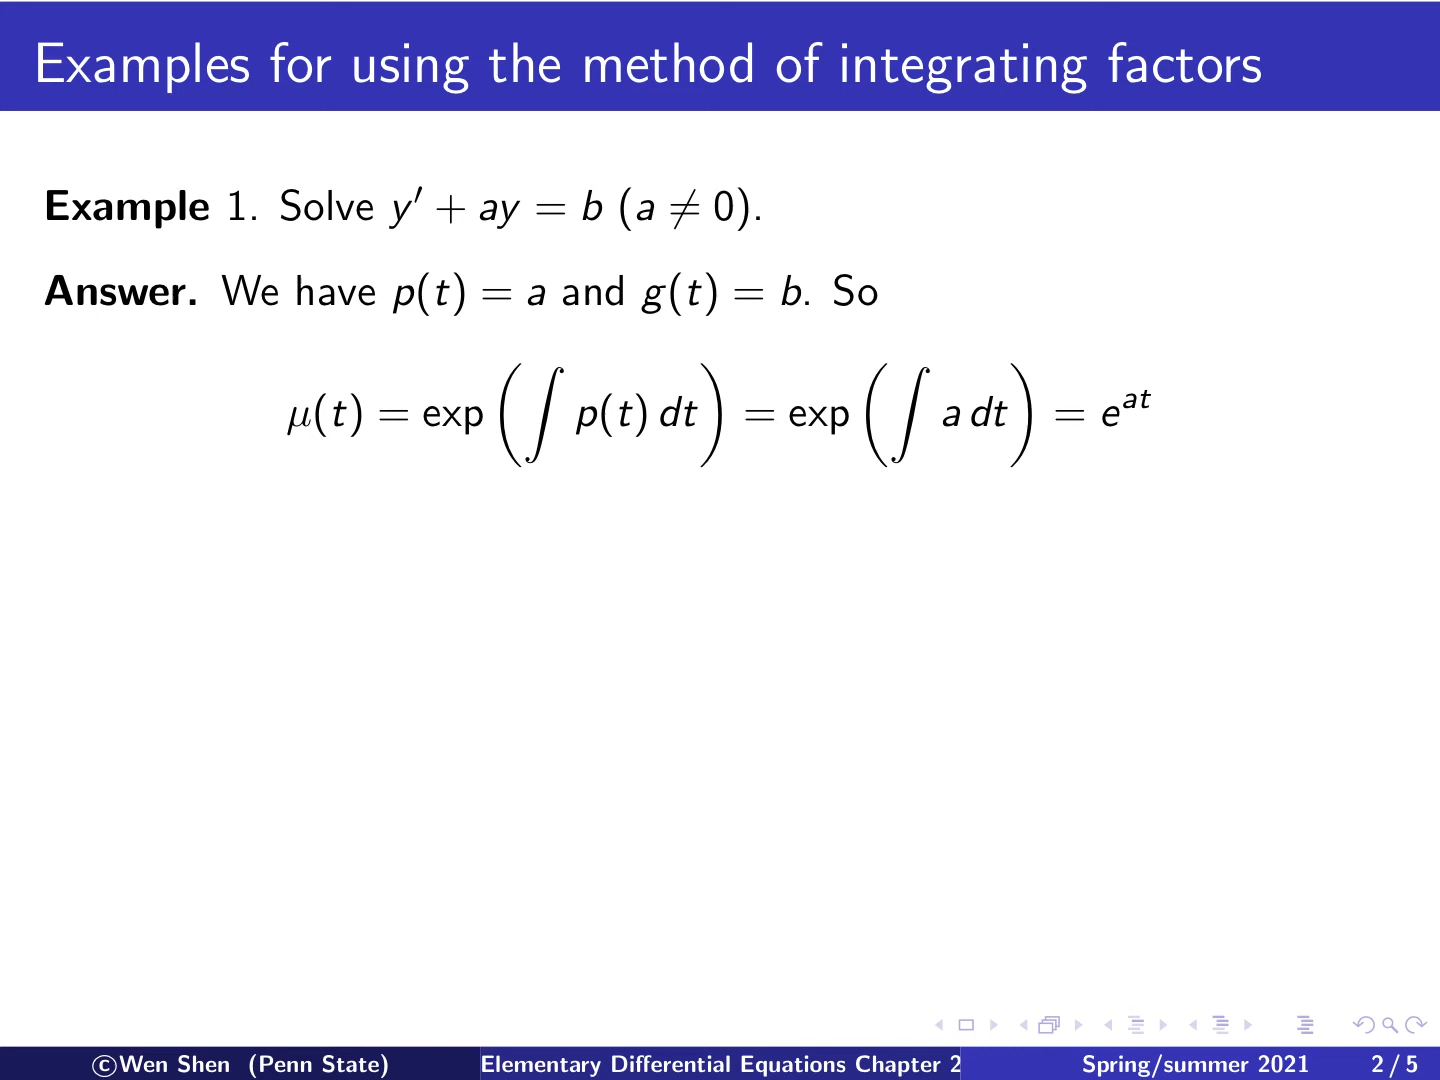 Examples for using the method of integrating factors
Example 1. Solve y′ + ay = b (a ≠ 0).
Answer. We have p(t) = a and g(t) = b. So
μ(t) = exp (∫ p(t) dt) = exp (∫ a dt) = e^{at}
©Wen Shen (Penn State) Elementary Differential Equations Chapter 2 Spring/summer 2021 2 / 5